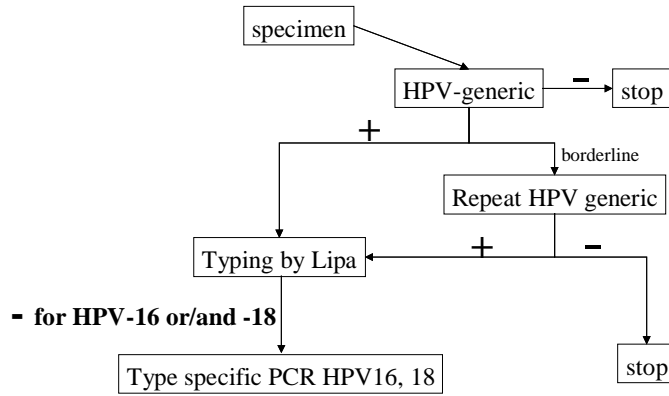 specimen
HPV-generic
-
stop
+
borderline
Repeat HPV generic
+
-
Typing by Lipa
- for HPV-16 or/and -18
stop
Type specific PCR HPV16, 18